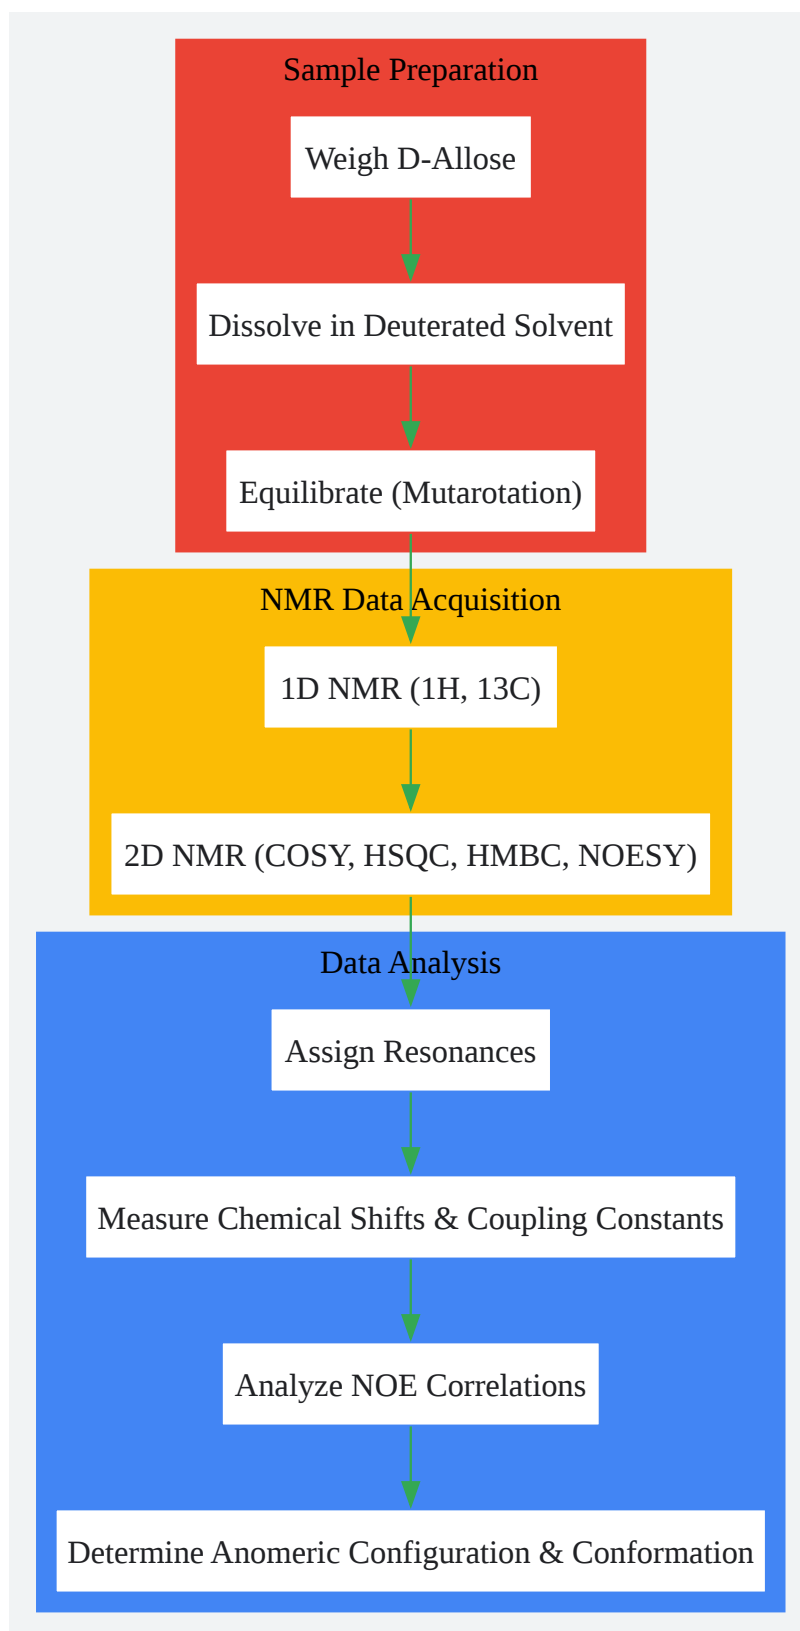 Sample Preparation
Weigh D-Allose
Dissolve in Deuterated Solvent
Equilibrate (Mutarotation)
NMR Data Acquisition
1D NMR (1H, 13C)
2D NMR (COSY, HSQC, HMBC, NOESY)
Data Analysis
Assign Resonances
Measure Chemical Shifts & Coupling Constants
Analyze NOE Correlations
Determine Anomeric Configuration & Conformation